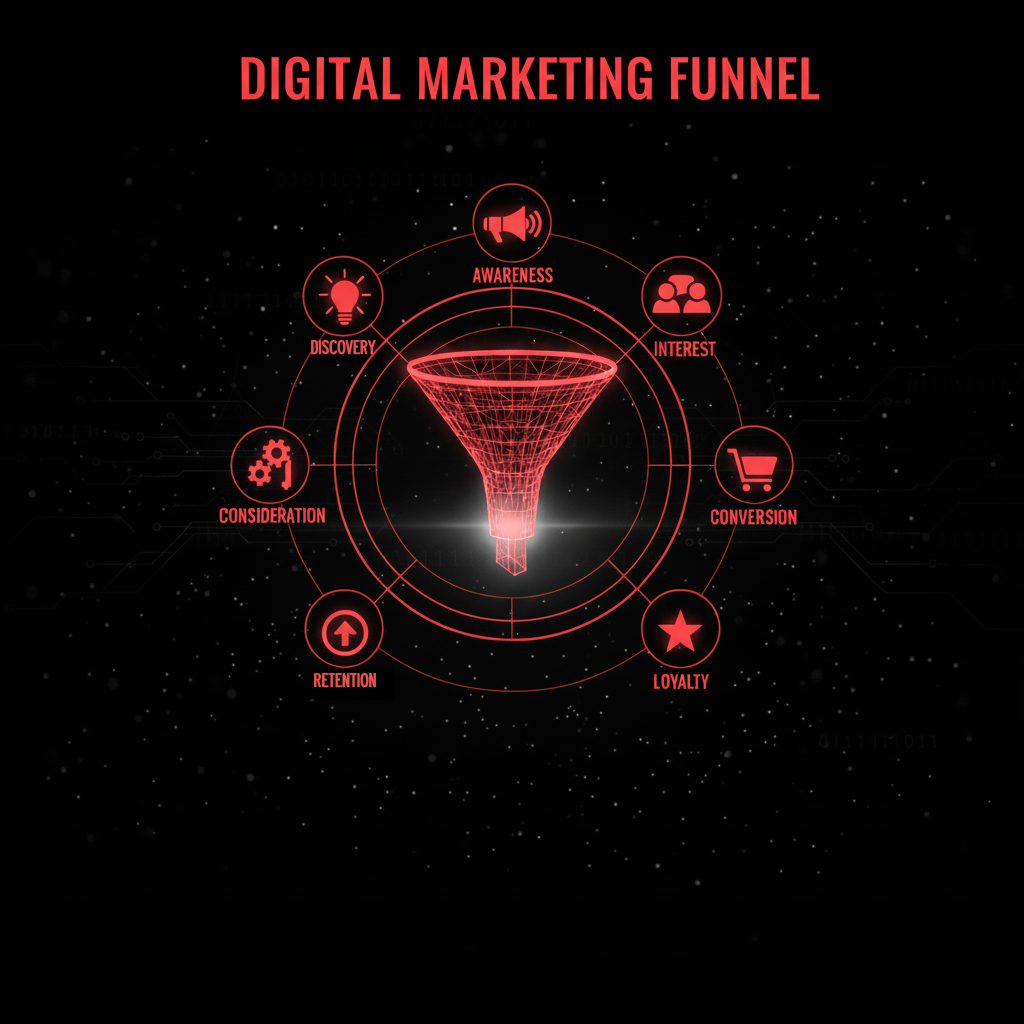 DIGITAL MARKETING FUNNEL
AWARENESS
DISCOVERY
INTEREST
CONSIDERATION
CONVERSION
RETENTION
LOYALTY